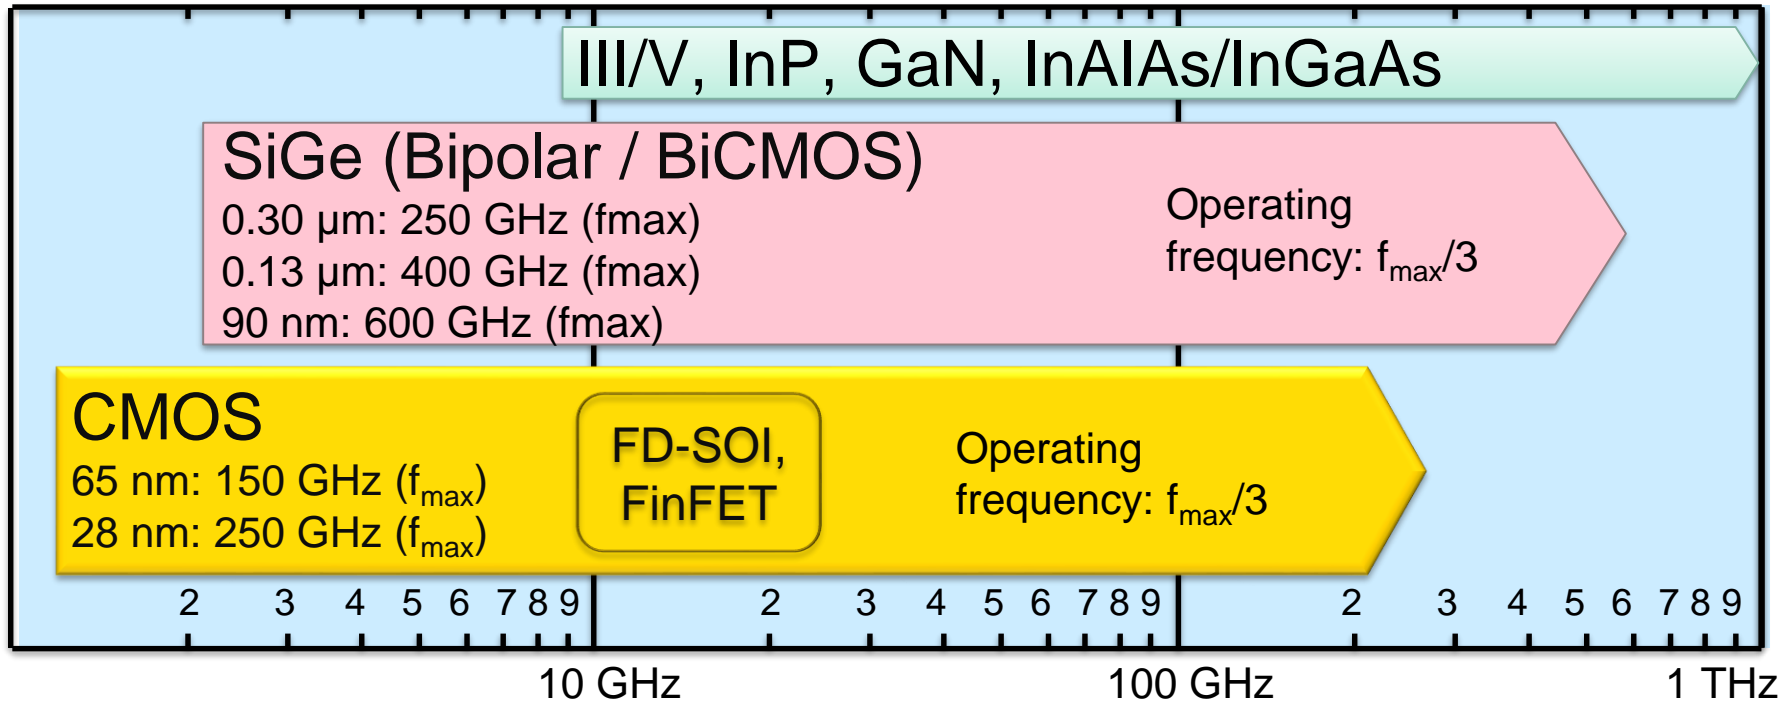 III/V, InP, GaN, InAlAs/InGaAs
SiGe (Bipolar / BiCMOS)
0.30 µm: 250 GHz (fmax)
0.13 µm: 400 GHz (fmax)
90 nm: 600 GHz (fmax)
Operating
frequency: fmax/3
CMOS
65 nm: 150 GHz (fmax)
28 nm: 250 GHz (fmax)
FD-SOI,
FinFET
Operating
frequency: fmax/3
2 3 4 5 6 7 8 9 2 3 4 5 6 7 8 9 2 3 4 5 6 7 8 9
10 GHz 100 GHz 1 THz